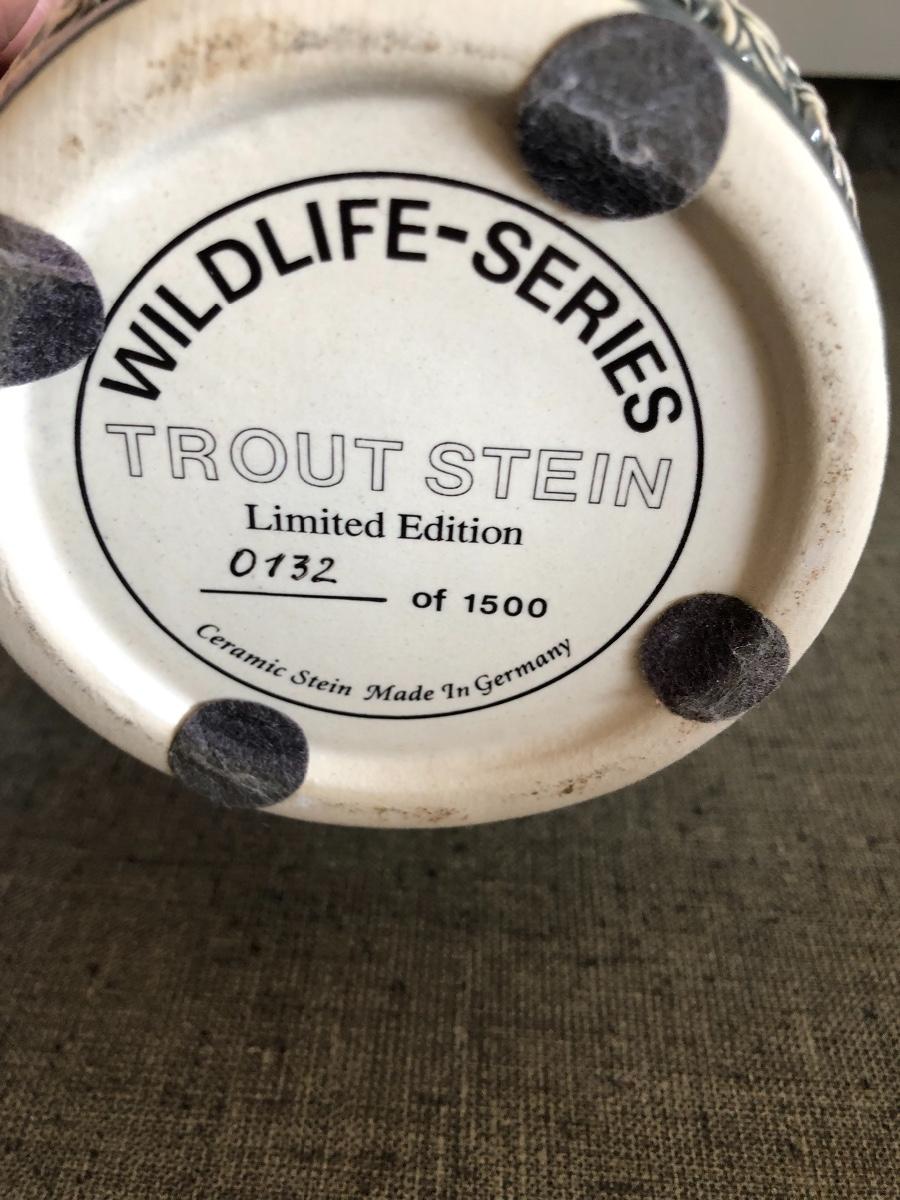 WILDLIFE-SERIES
TROUT STEIN
Limited Edition
0132 of 1500
Ceramic Stein Made In Germany